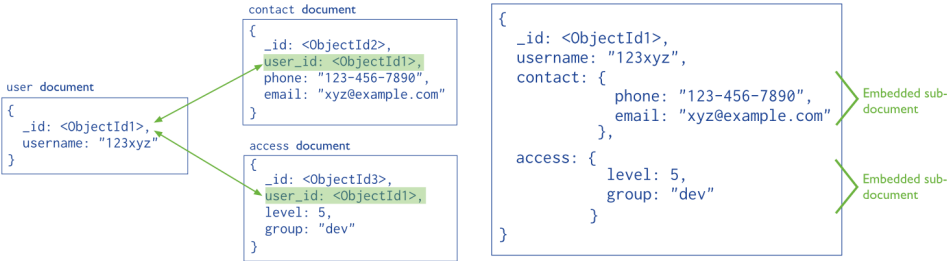 user document
{
_id: <ObjectId1>,
username: "123xyz"
}
contact document
{
_id: <ObjectId2>,
user_id: <ObjectId1>,
phone: "123-456-7890",
email: "xyz@example.com"
}
access document
{
_id: <ObjectId3>,
user_id: <ObjectId1>,
level: 5,
group: "dev"
}
{
_id: <ObjectId1>,
username: "123xyz",
contact: {
phone: "123-456-7890",
email: "xyz@example.com"
},
access: {
level: 5,
group: "dev"
}
}
Embedded sub-
document
Embedded sub-
document